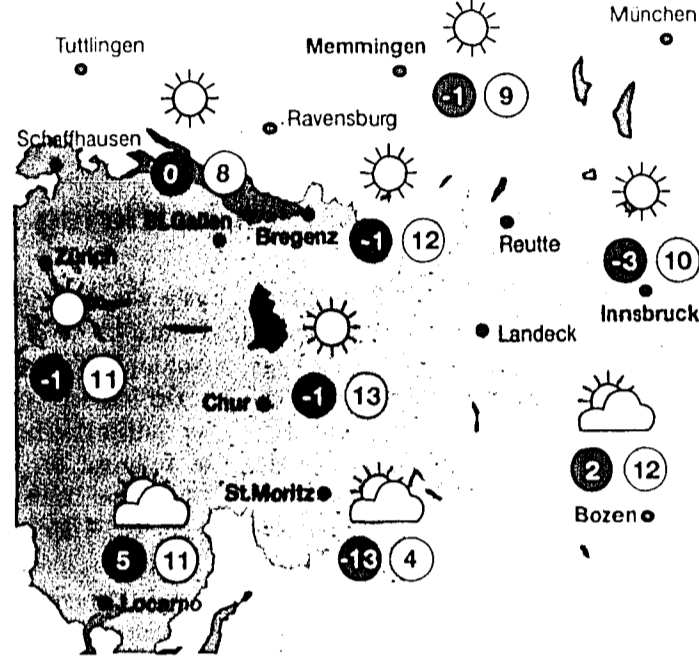 München
Tuttlingen
Memmingen
-1 9
Ravensburg
Schaffhausen
0 8
St.Gallen
Bregenz
-1 12
Reutte
Zürich
-3 10
Innsbruck
Landeck
-1 11
Chur
-1 13
2 12
St.Moritz
Bozen
5 11
-13 4
Locarno